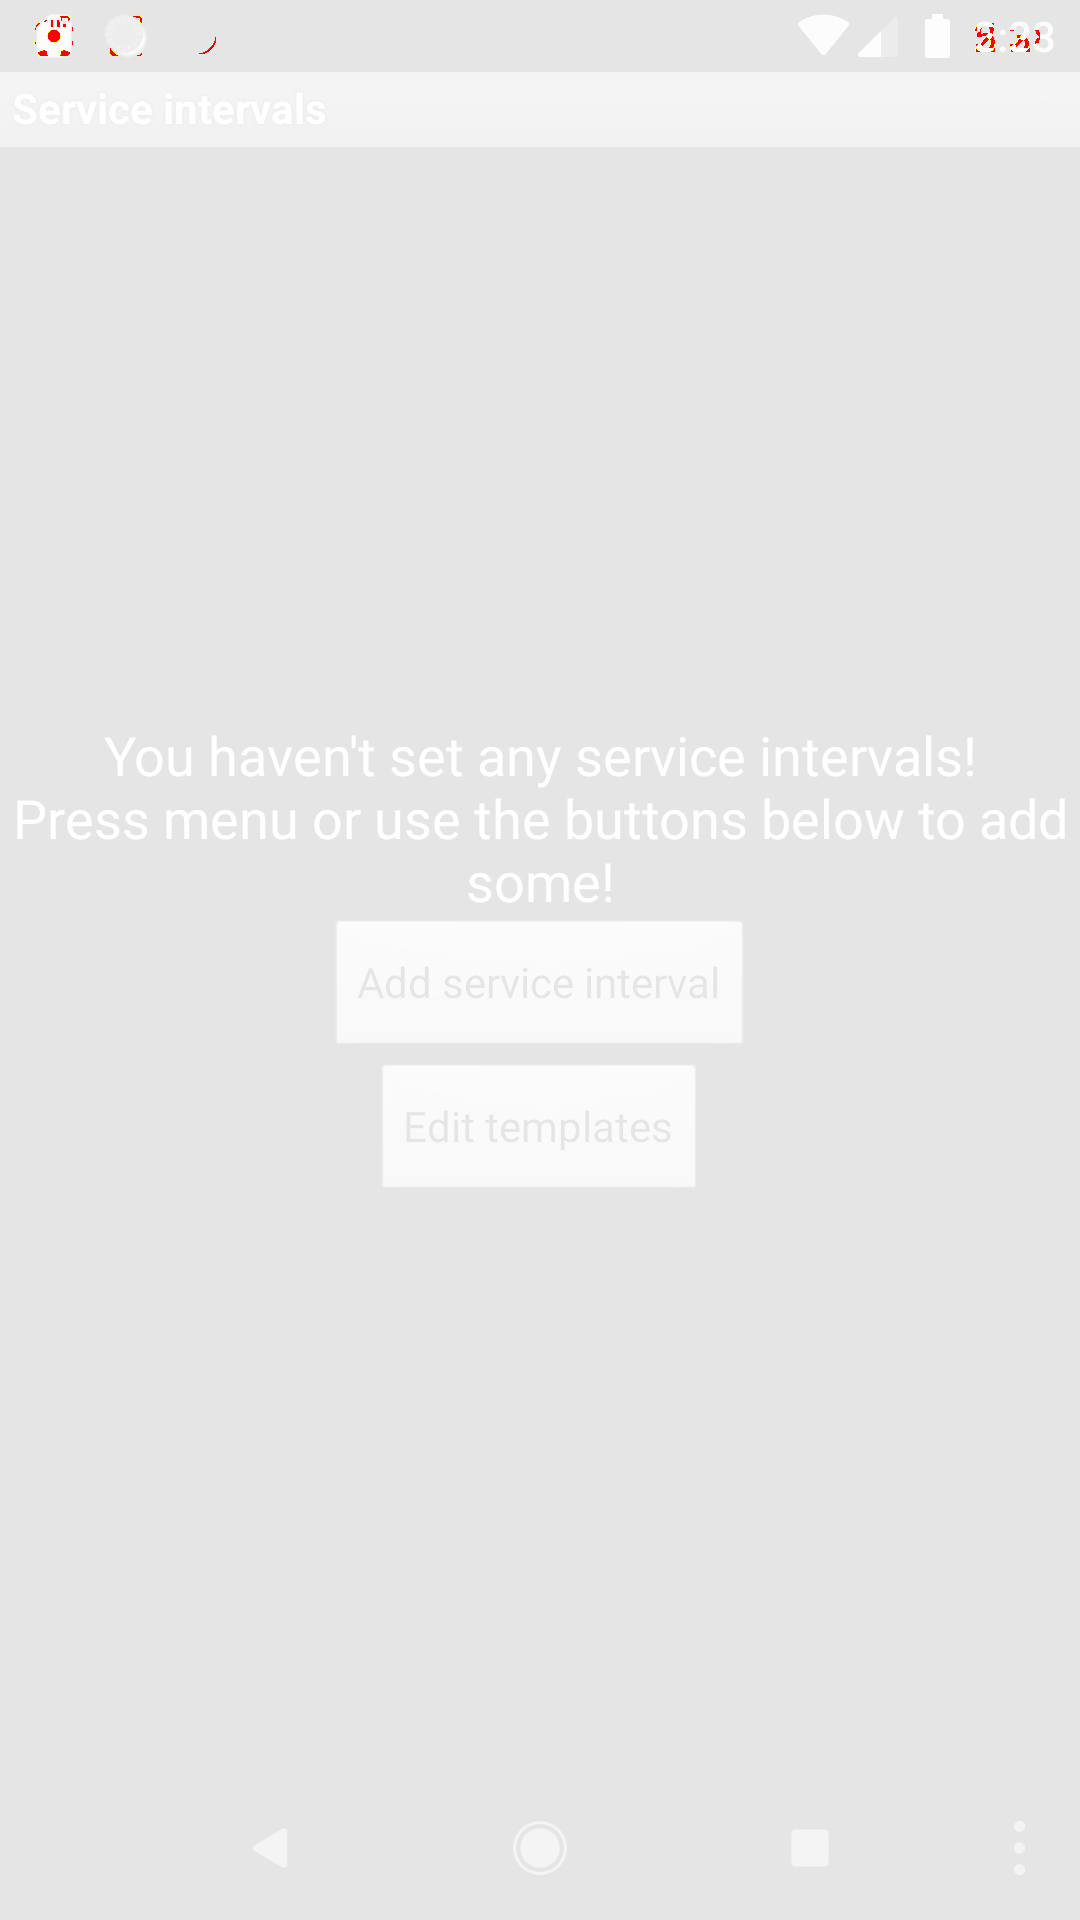 Service intervals
You haven't set any service intervals!
Press menu or use the buttons below to add
some!
Add service interval
Edit templates